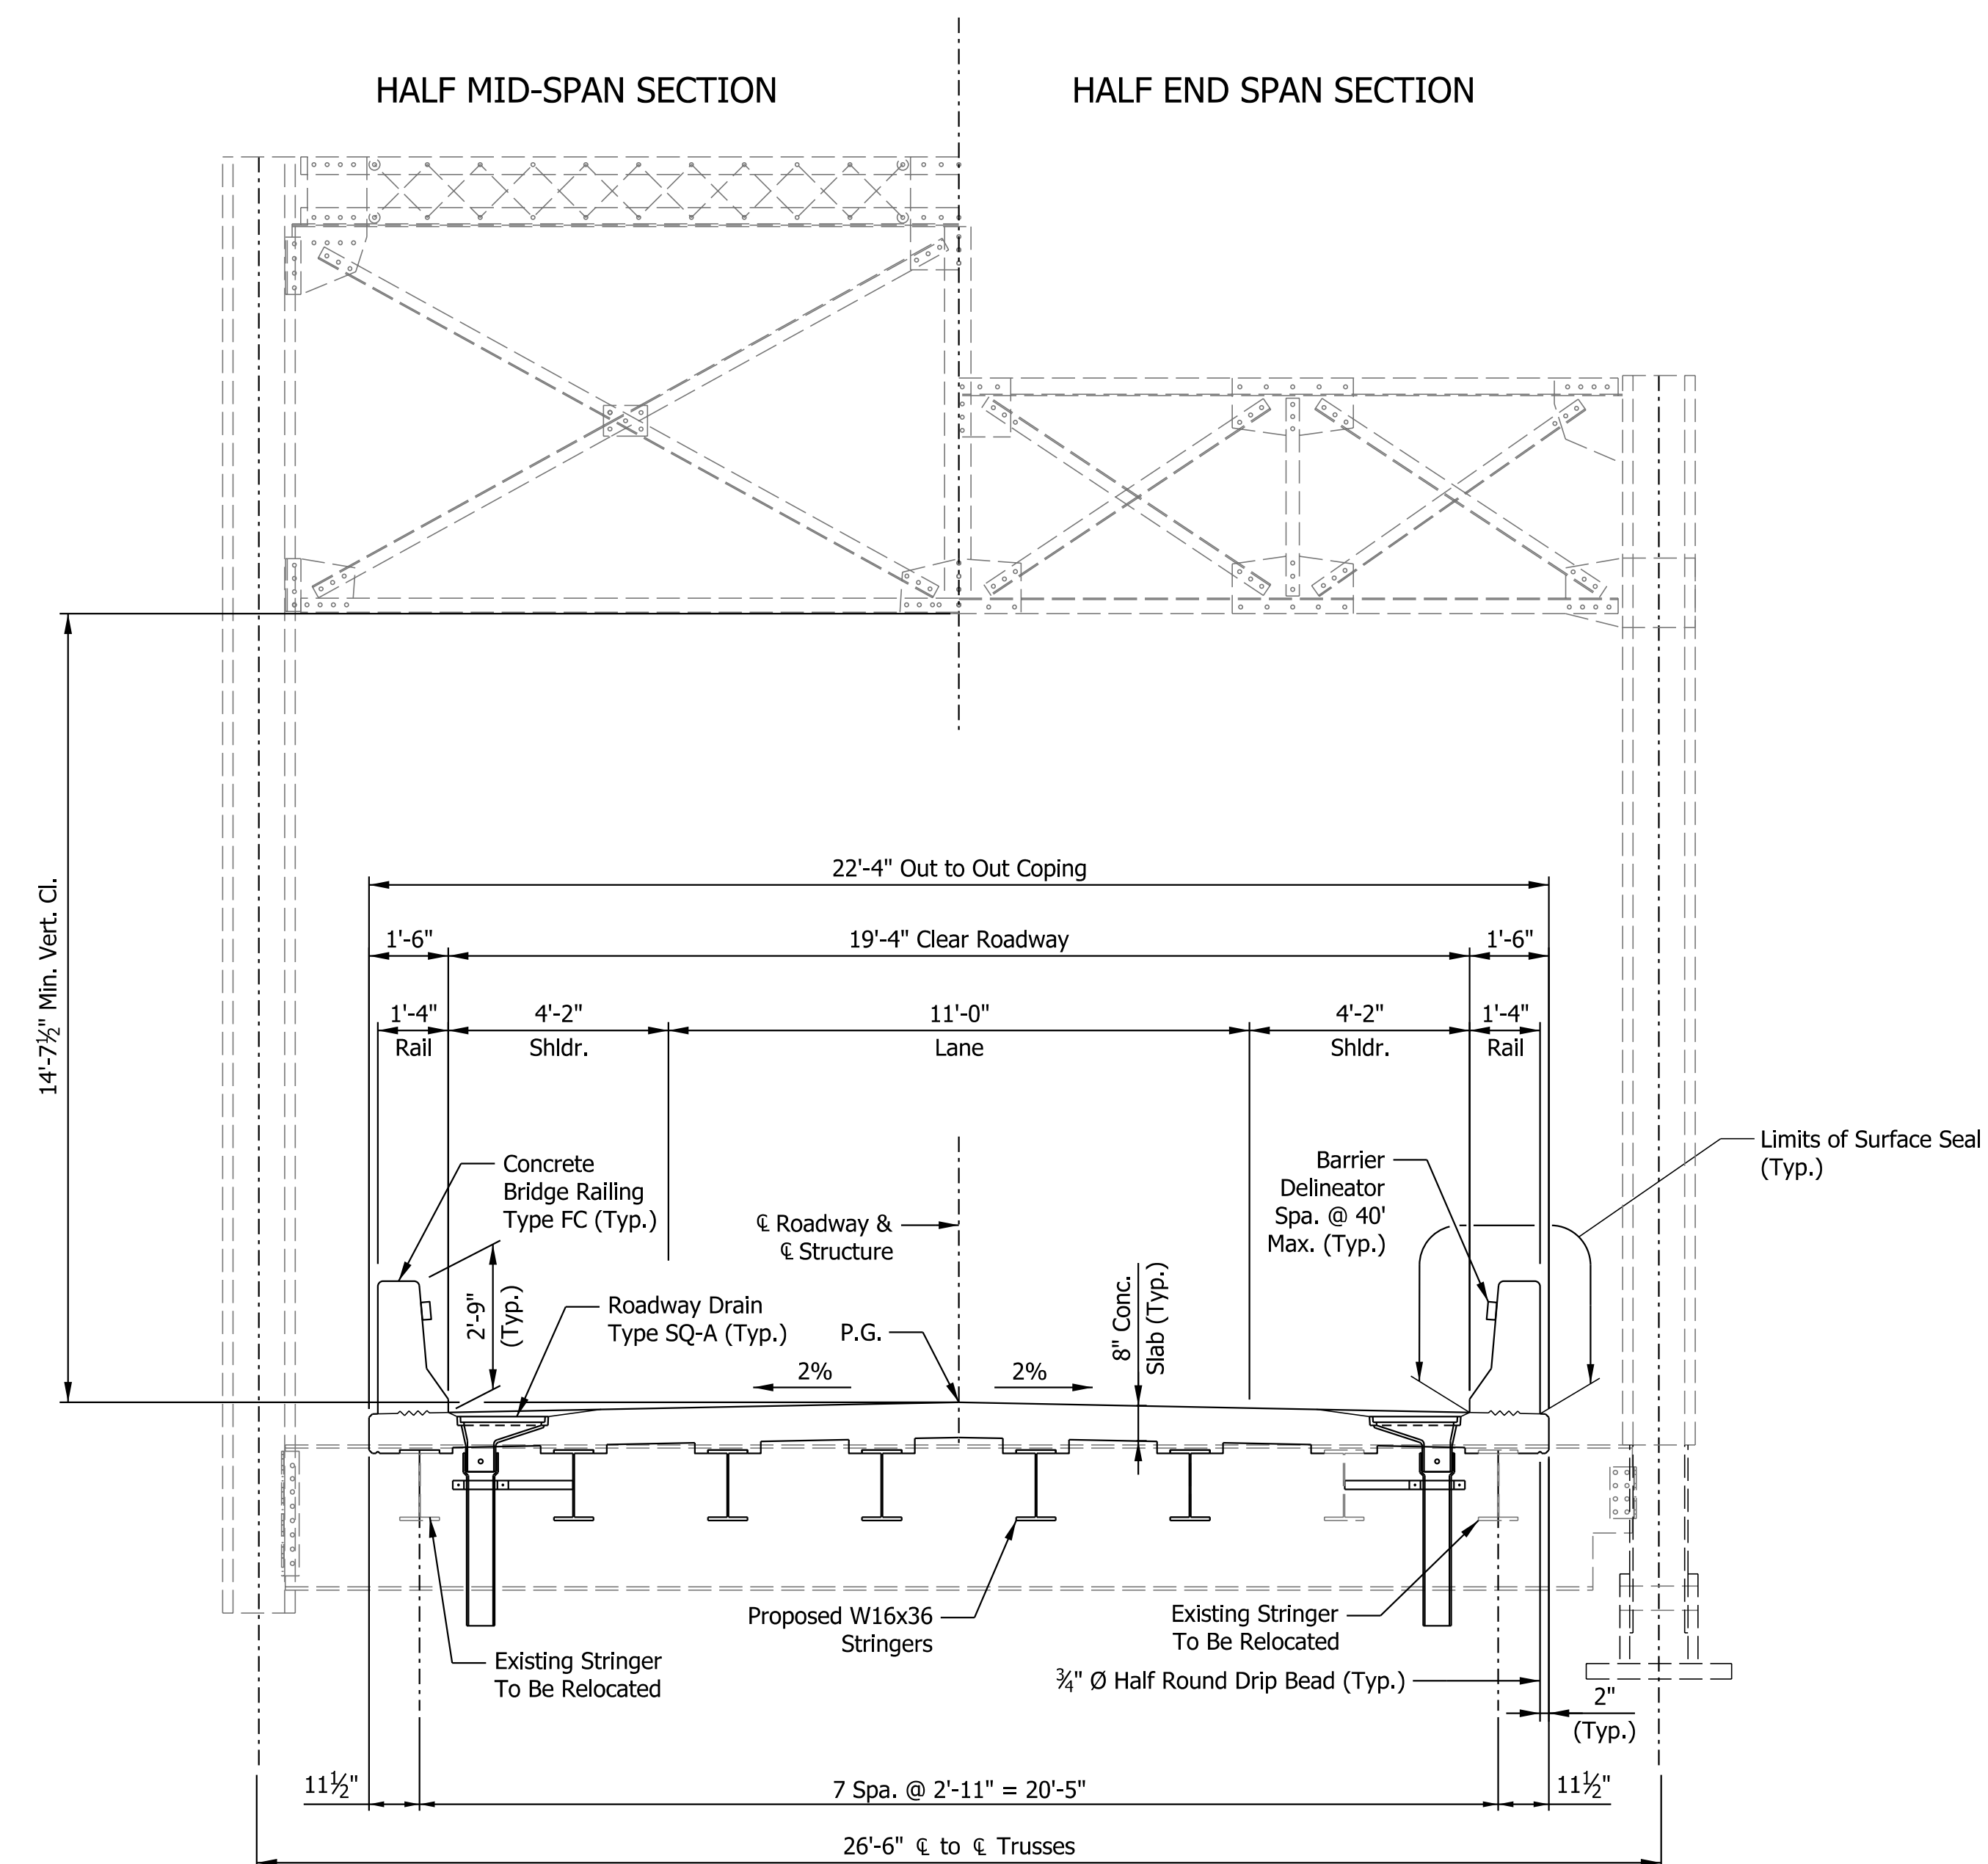 HALF MID-SPAN SECTION
HALF END SPAN SECTION
14'-7½" Min. Vert. Cl.
22'-4" Out to Out Coping
1'-6"
19'-4" Clear Roadway
1'-6"
1'-4"
Rail
4'-2"
Shldr.
11'-0"
Lane
4'-2"
Shldr.
1'-4"
Rail
Concrete
Bridge Railing
Type FC (Typ.)
℄ Roadway &
℄ Structure
Barrier
Delineator
Spa. @ 40'
Max. (Typ.)
Limits of Surface Seal
(Typ.)
2'-9"
(Typ.)
Roadway Drain
Type SQ-A (Typ.)
P.G.
8" Conc.
Slab (Typ.)
2%
2%
Proposed W16x36
Stringers
Existing Stringer
To Be Relocated
Existing Stringer
To Be Relocated
¾" Ø Half Round Drip Bead (Typ.)
2"
(Typ.)
11½"
7 Spa. @ 2'-11" = 20'-5"
11½"
26'-6" ℄ to ℄ Trusses